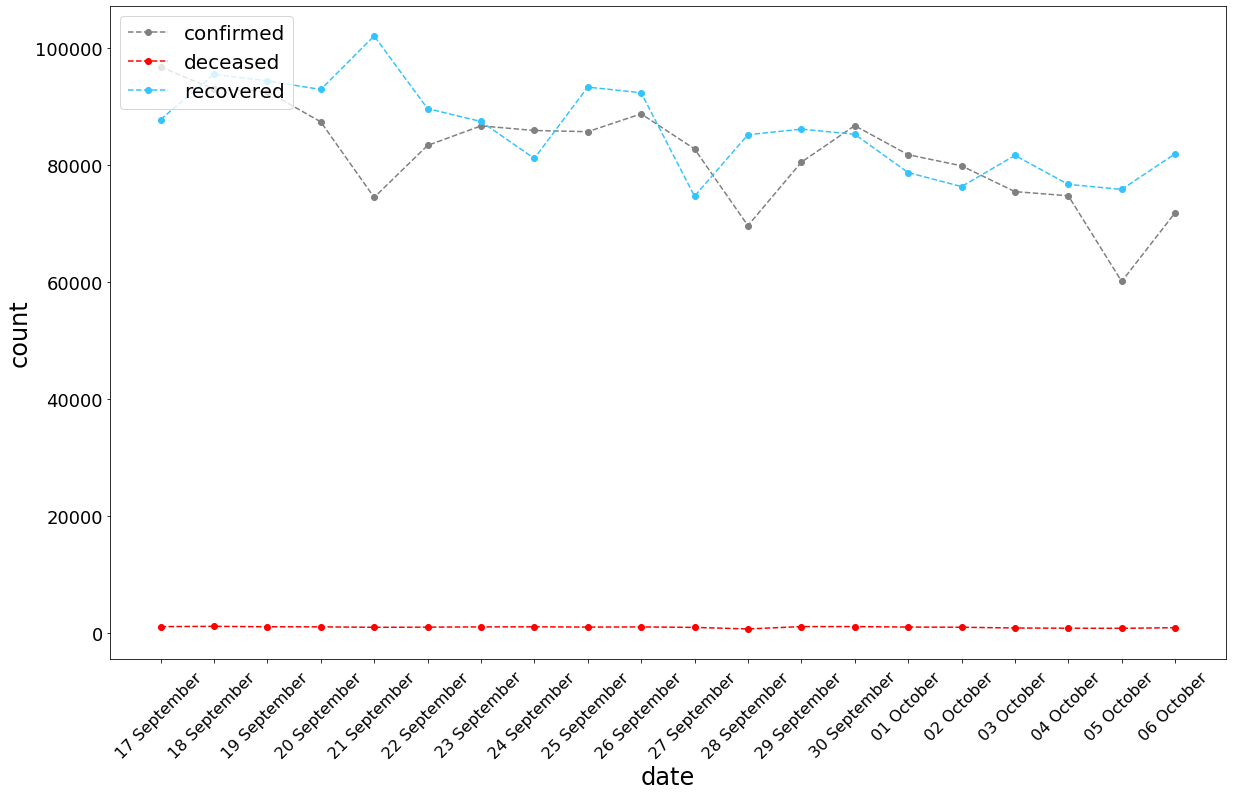 confirmed
deceased
recovered
100000
80000
60000
40000
20000
0
count
17 September
18 September
19 September
20 September
21 September
22 September
23 September
24 September
25 September
26 September
27 September
28 September
29 September
30 September
01 October
02 October
03 October
04 October
05 October
06 October
date